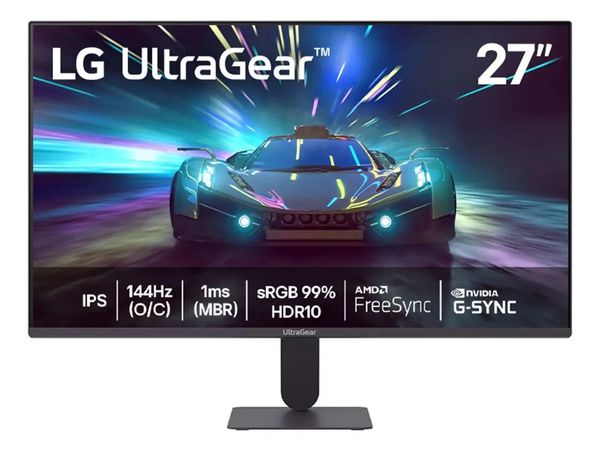 LG UltraGear™ 27″
IPS
144Hz
(O/C)
1ms
(MBR)
sRGB 99%
HDR10
AMD
FreeSync
NVIDIA
G-SYNC
UltraGear